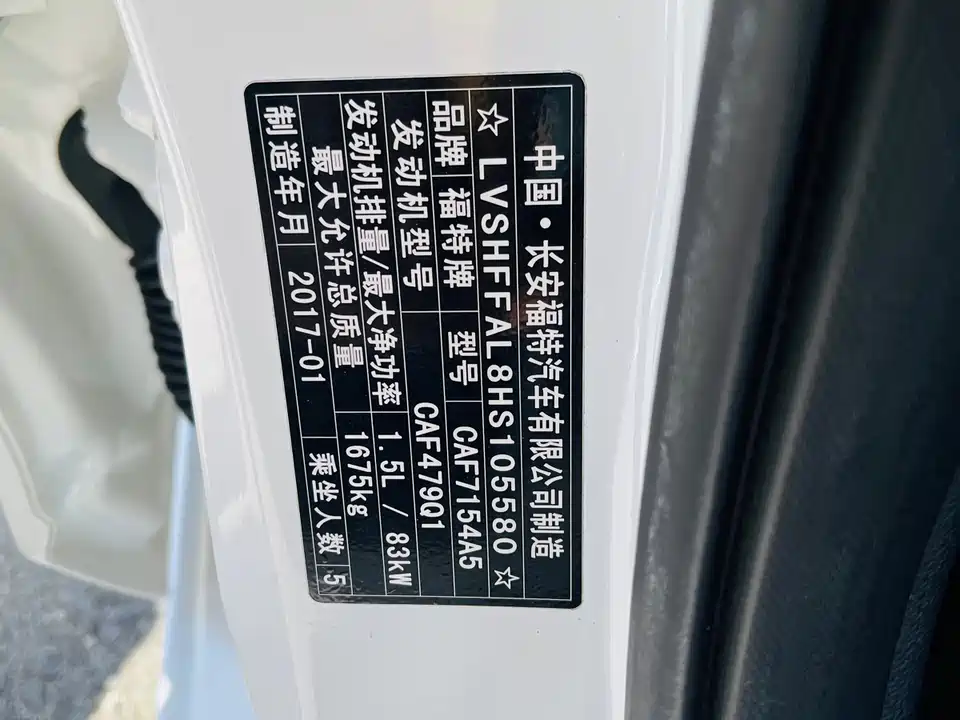 中国·长安福特汽车有限公司制造
☆LVSHFFAL8HS105580☆
品牌 福特牌 型号 CAF7154A5
发动机型号 CAF479Q1
发动机排量/最大净功率 1.5L / 83kW
最大允许总质量 1675kg
制造年月 2017-01 乘坐人数 5